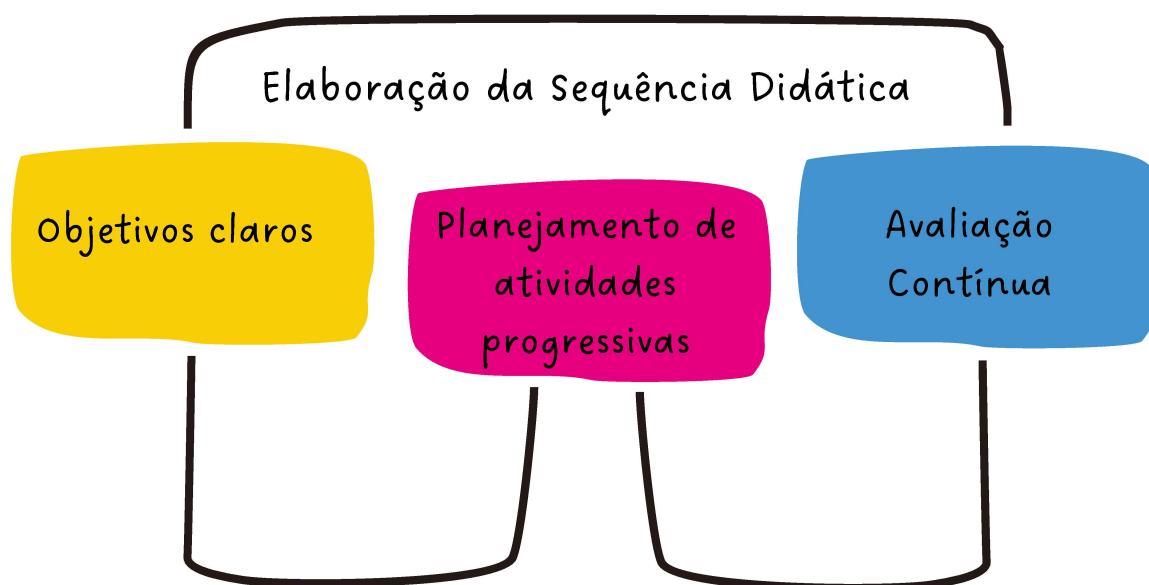 Elaboração da Sequência Didática
Objetivos claros
Planejamento de
atividades
progressivas
Avaliação
Contínua